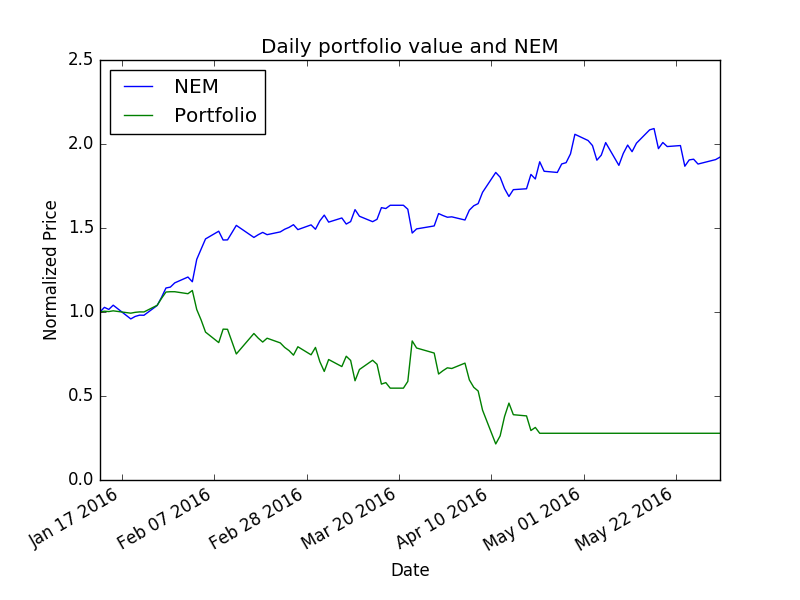 Daily portfolio value and NEM
NEM
Portfolio
2.5
2.0
1.5
1.0
0.5
0.0
Normalized Price
Jan 17 2016
Feb 07 2016
Feb 28 2016
Mar 20 2016
Apr 10 2016
May 01 2016
May 22 2016
Date